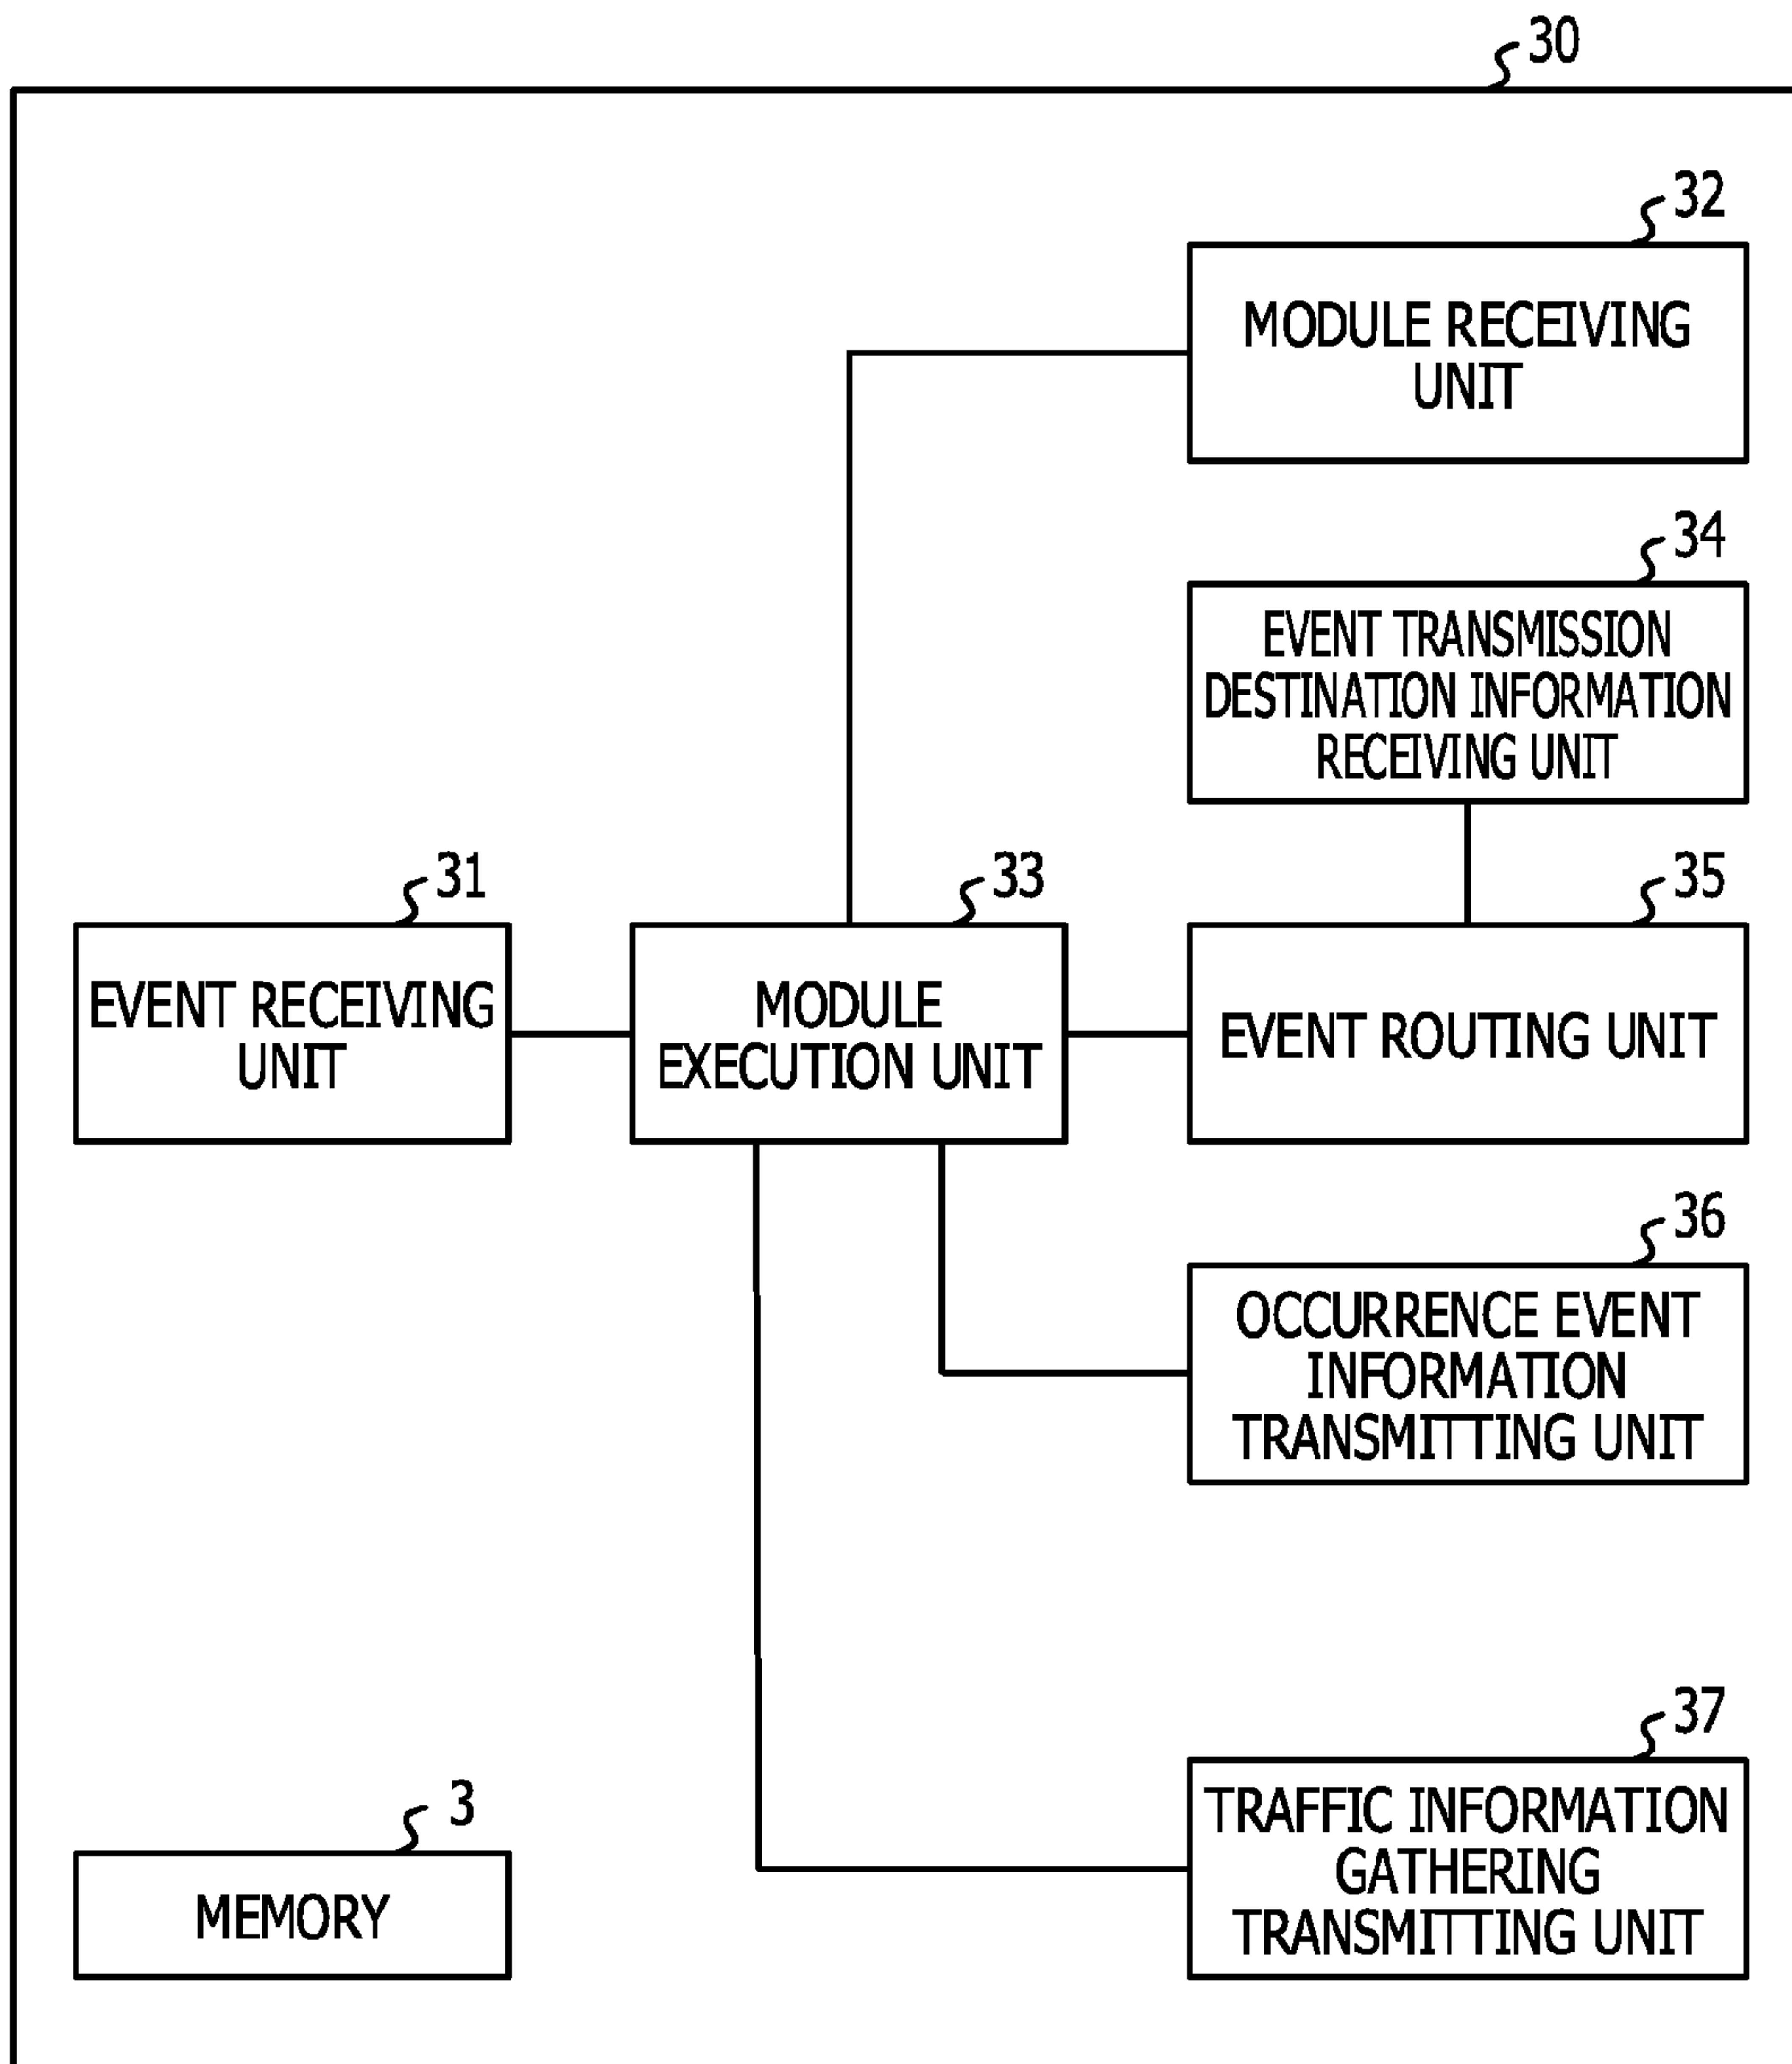 30
32
MODULE RECEIVING
UNIT
34
EVENT TRANSMISSION
DESTINATION INFORMATION
RECEIVING UNIT
31
EVENT RECEIVING
UNIT
33
MODULE
EXECUTION UNIT
35
EVENT ROUTING UNIT
36
OCCURRENCE EVENT
INFORMATION
TRANSMITTING UNIT
37
TRAFFIC INFORMATION
GATHERING
TRANSMITTING UNIT
3
MEMORY